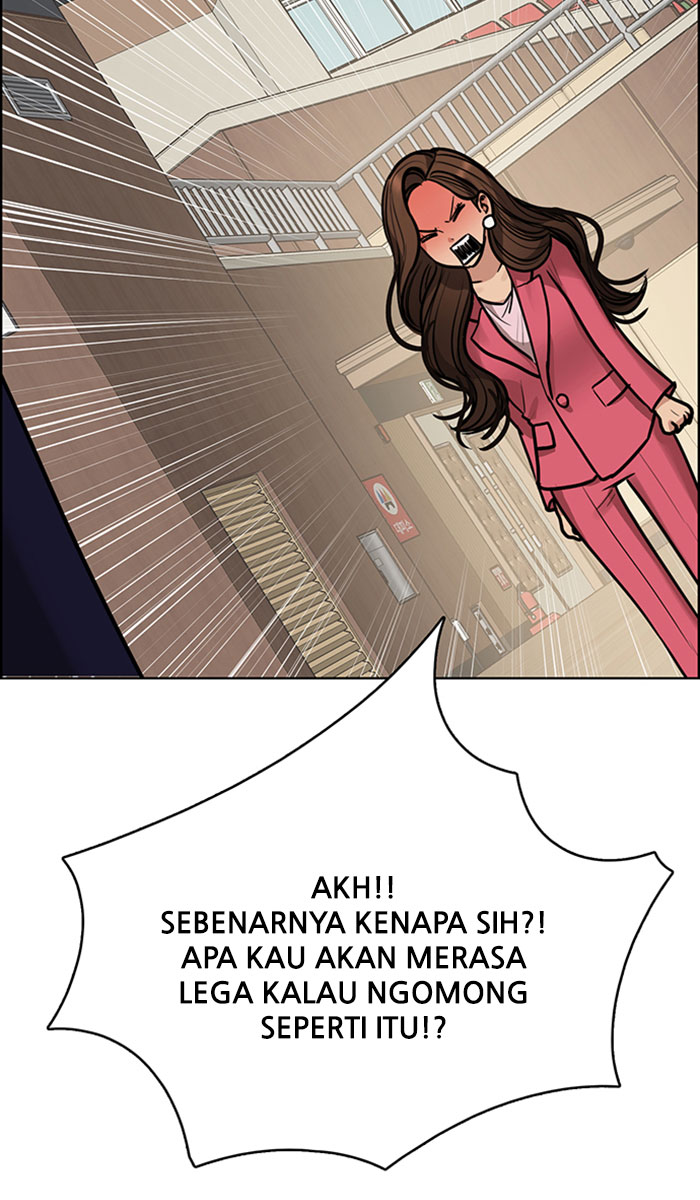 AKH!!
SEBENARNYA KENAPA SIH?!
APA KAU AKAN MERASA
LEGA KALAU NGOMONG
SEPERTI ITU!?